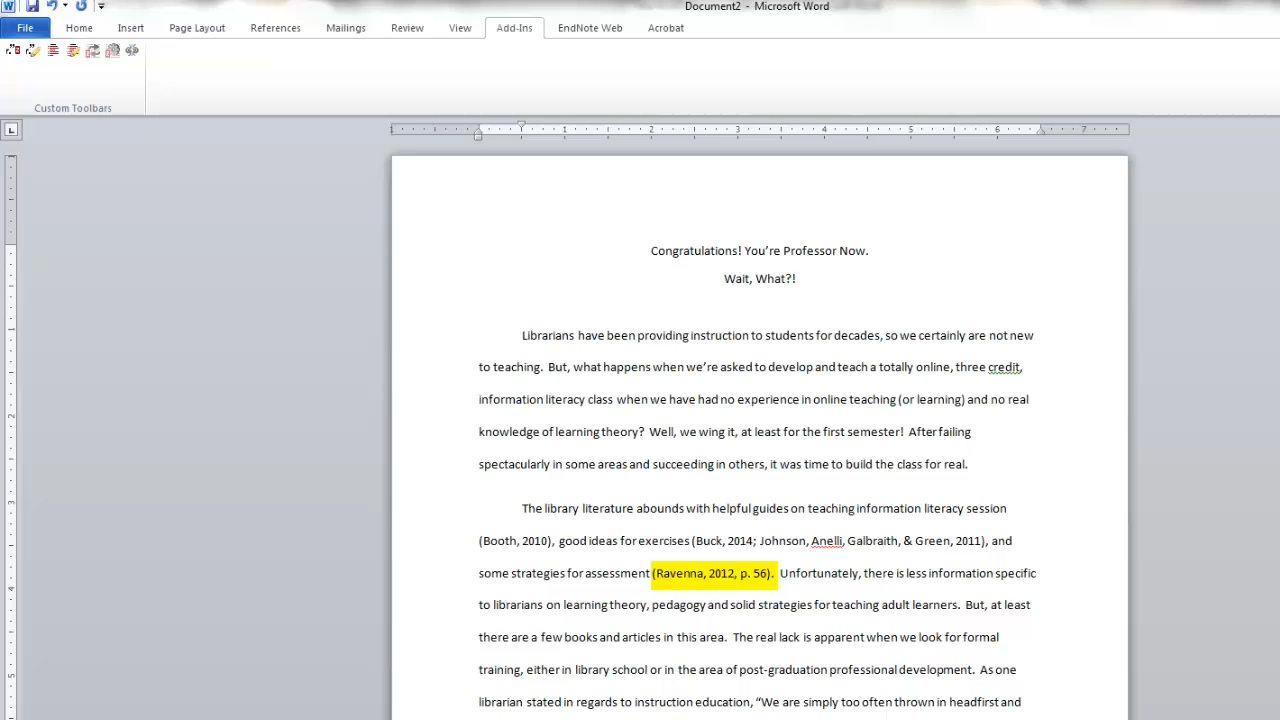 Document2 - Microsoft Word
File Home Insert Page Layout References Mailings Review View Add-Ins EndNote Web Acrobat
Custom Toolbars
1 1 2 3 4 5 6 7
Congratulations! You’re Professor Now.
Wait, What?!
Librarians have been providing instruction to students for decades, so we certainly are not new
to teaching. But, what happens when we’re asked to develop and teach a totally online, three credit,
information literacy class when we have had no experience in online teaching (or learning) and no real
knowledge of learning theory? Well, we wing it, at least for the first semester! After failing
spectacularly in some areas and succeeding in others, it was time to build the class for real.
The library literature abounds with helpful guides on teaching information literacy session
(Booth, 2010), good ideas for exercises (Buck, 2014; Johnson, Anelli, Galbraith, & Green, 2011), and
some strategies for assessment (Ravenna, 2012, p. 56). Unfortunately, there is less information specific
to librarians on learning theory, pedagogy and solid strategies for teaching adult learners. But, at least
there are a few books and articles in this area. The real lack is apparent when we look for formal
training, either in library school or in the area of post-graduation professional development. As one
librarian stated in regards to instruction education, “We are simply too often thrown in headfirst and